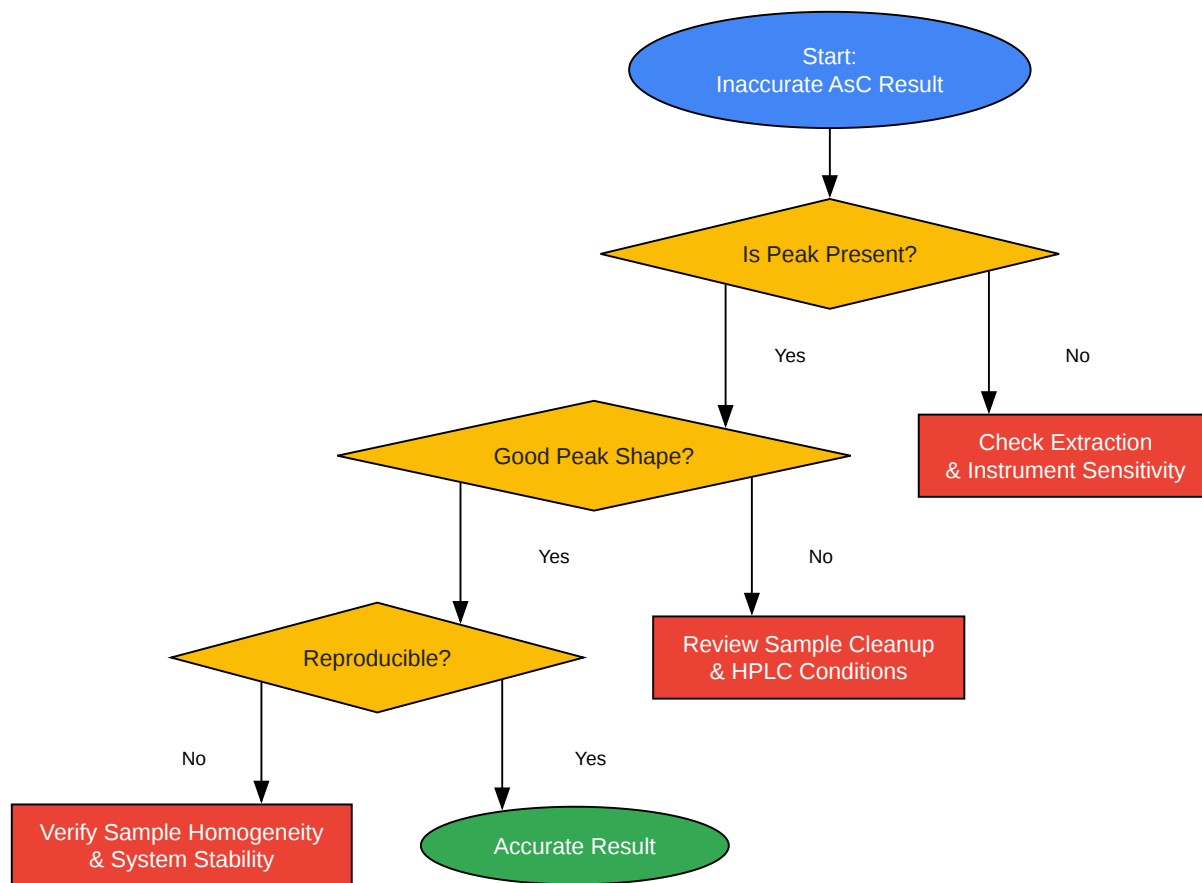 Start:
Inaccurate AsC Result
Is Peak Present?
Yes
No
Good Peak Shape?
Check Extraction
& Instrument Sensitivity
Yes
No
Reproducible?
Review Sample Cleanup
& HPLC Conditions
No
Yes
Verify Sample Homogeneity
& System Stability
Accurate Result